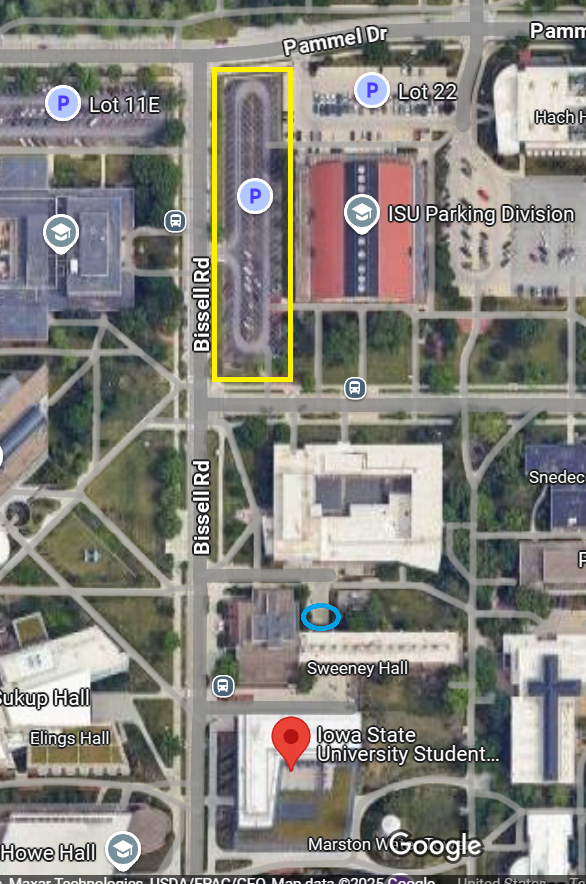 Pammel Dr
Pamm
P
Lot 11E
P
Lot 22
Hach H
P
ISU Parking Division
Bissell Rd
Bissell Rd
Snedec
Sweeney Hall
Sukup Hall
Iowa State
University Student...
Elings Hall
Marston Wa
Google
Howe Hall
Maxar Technologies, USDA/FPAC/GEO, Map data ©2025 Google
United States